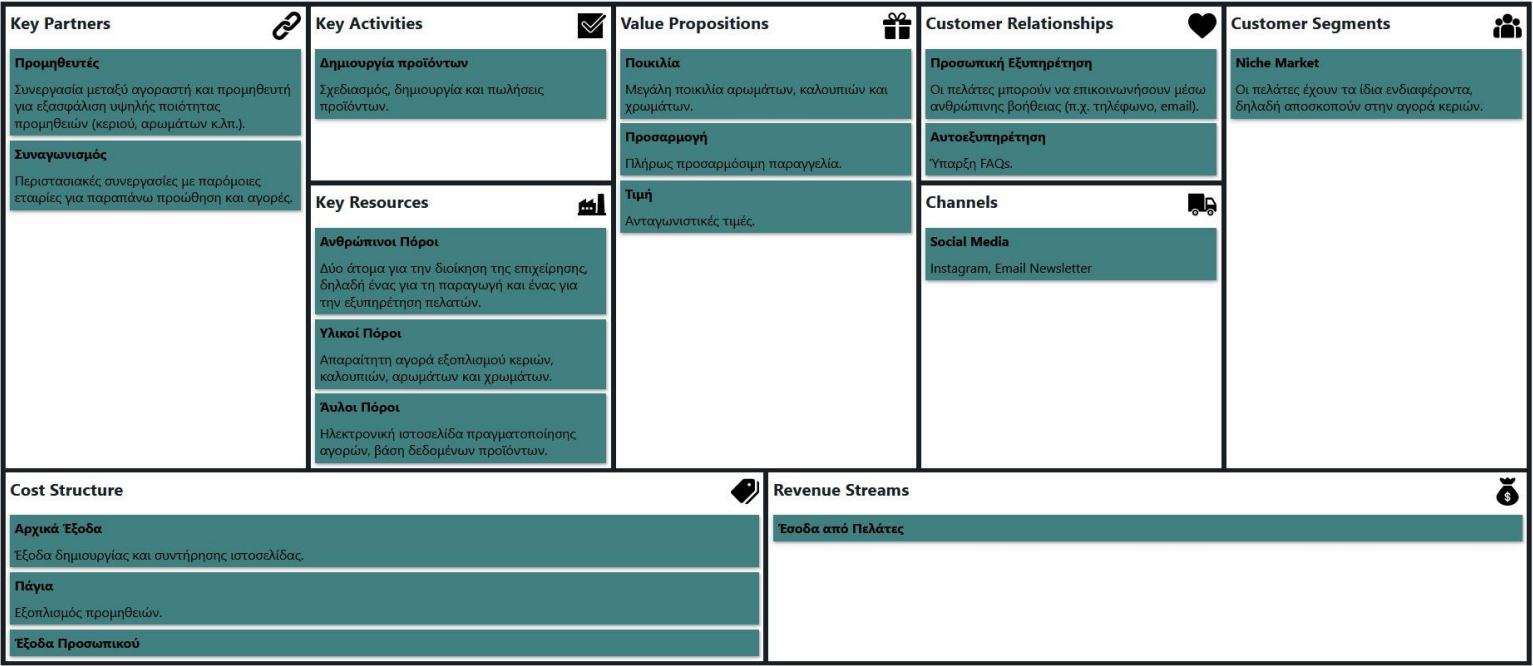 Key Partners
Προμηθευτές
Συνεργασία μεταξύ αγοραστή και προμηθευτή
για εξασφάλιση υψηλής ποιότητας
προμηθειών (κεριού, αρωμάτων κ.λπ.).
Συναγωνισμός
Περιστασιακές συνεργασίες με παρόμοιες
εταιρίες για παραπάνω προώθηση και αγορές.
Key Activities
Δημιουργία προϊόντων
Σχεδιασμός, δημιουργία και πωλήσεις
προϊόντων.
Key Resources
Ανθρώπινοι Πόροι
Δύο άτομα για την διοίκηση της επιχείρησης,
δηλαδή ένας για τη παραγωγή και ένας για
την εξυπηρέτηση πελατών.
Υλικοί Πόροι
Απαραίτητη αγορά εξοπλισμού κεριών,
καλουπιών, αρωμάτων και χρωμάτων.
Άυλοι Πόροι
Ηλεκτρονική ιστοσελίδα πραγματοποίησης
αγορών, βάση δεδομένων προϊόντων.
Value Propositions
Ποικιλία
Μεγάλη ποικιλία αρωμάτων, καλουπιών και
χρωμάτων.
Προσαρμογή
Πλήρως προσαρμόσιμη παραγγελία.
Τιμή
Ανταγωνιστικές τιμές.
Customer Relationships
Προσωπική Εξυπηρέτηση
Οι πελάτες μπορούν να επικοινωνήσουν μέσω
ανθρώπινης βοήθειας (π.χ. τηλέφωνο, email).
Αυτοεξυπηρέτηση
Ύπαρξη FAQs.
Channels
Social Media
Instagram, Email Newsletter
Customer Segments
Niche Market
Οι πελάτες έχουν τα ίδια ενδιαφέροντα,
δηλαδή αποσκοπούν στην αγορά κεριών.
Cost Structure
Αρχικά Έξοδα
Έξοδα δημιουργίας και συντήρησης ιστοσελίδας.
Πάγια
Εξοπλισμός προμηθειών.
Έξοδα Προσωπικού
Revenue Streams
$
Έσοδα από Πελάτες